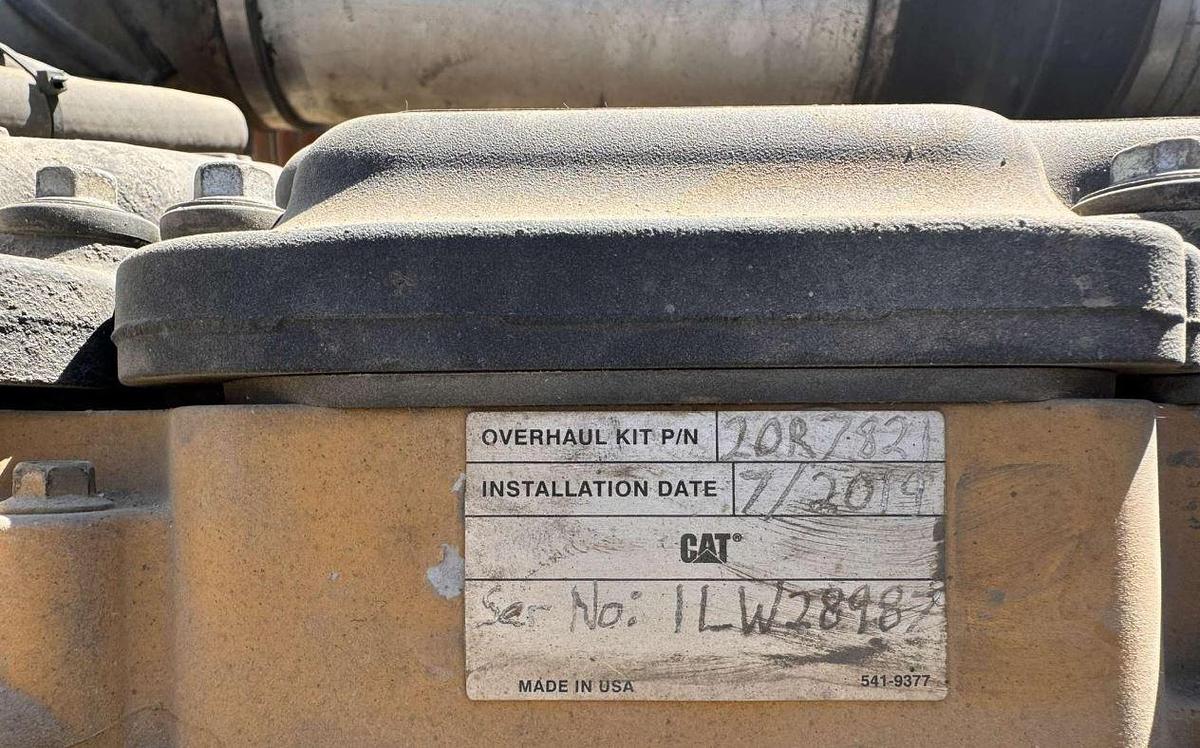 OVERHAUL KIT P/N 20R7821
INSTALLATION DATE 7/2019
CAT®
Ser No: 1LW28987
MADE IN USA 541-9377